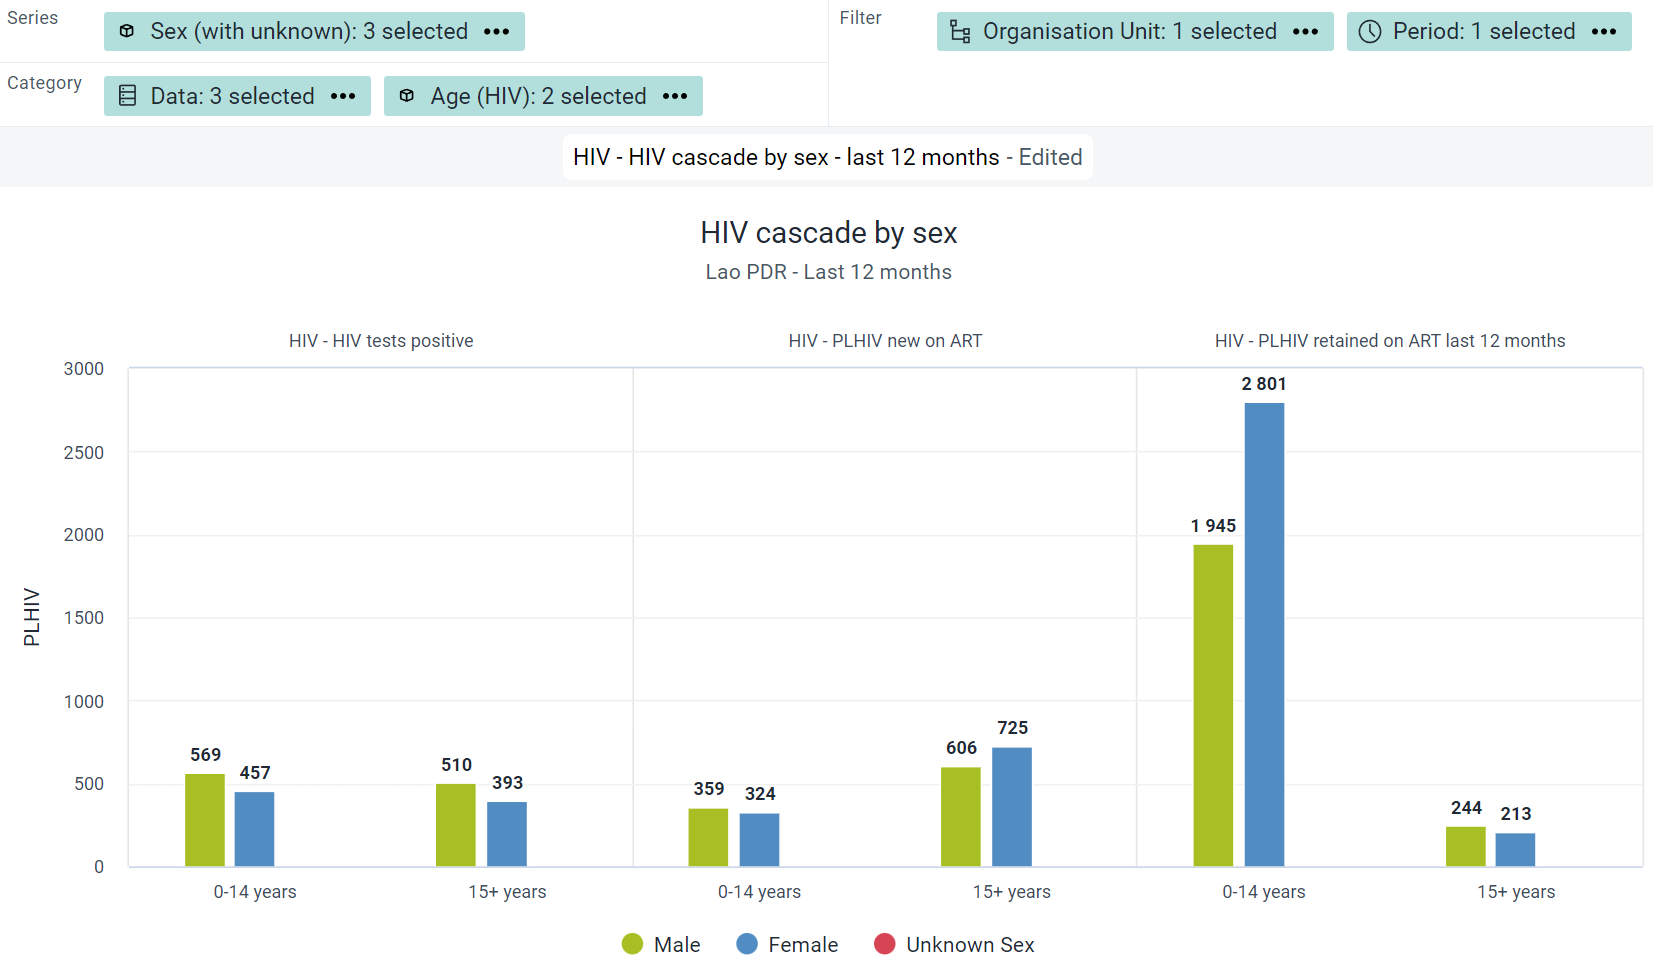 Series
Sex (with unknown): 3 selected
Filter
Organisation Unit: 1 selected
Period: 1 selected
Category
Data: 3 selected
Age (HIV): 2 selected
HIV - HIV cascade by sex - last 12 months - Edited
HIV cascade by sex
Lao PDR - Last 12 months
HIV - HIV tests positive
HIV - PLHIV new on ART
HIV - PLHIV retained on ART last 12 months
PLHIV
3000
2500
2000
1500
1000
500
0
569
457
510
393
359
324
606
725
1 945
2 801
244
213
0-14 years
15+ years
0-14 years
15+ years
0-14 years
15+ years
Male
Female
Unknown Sex